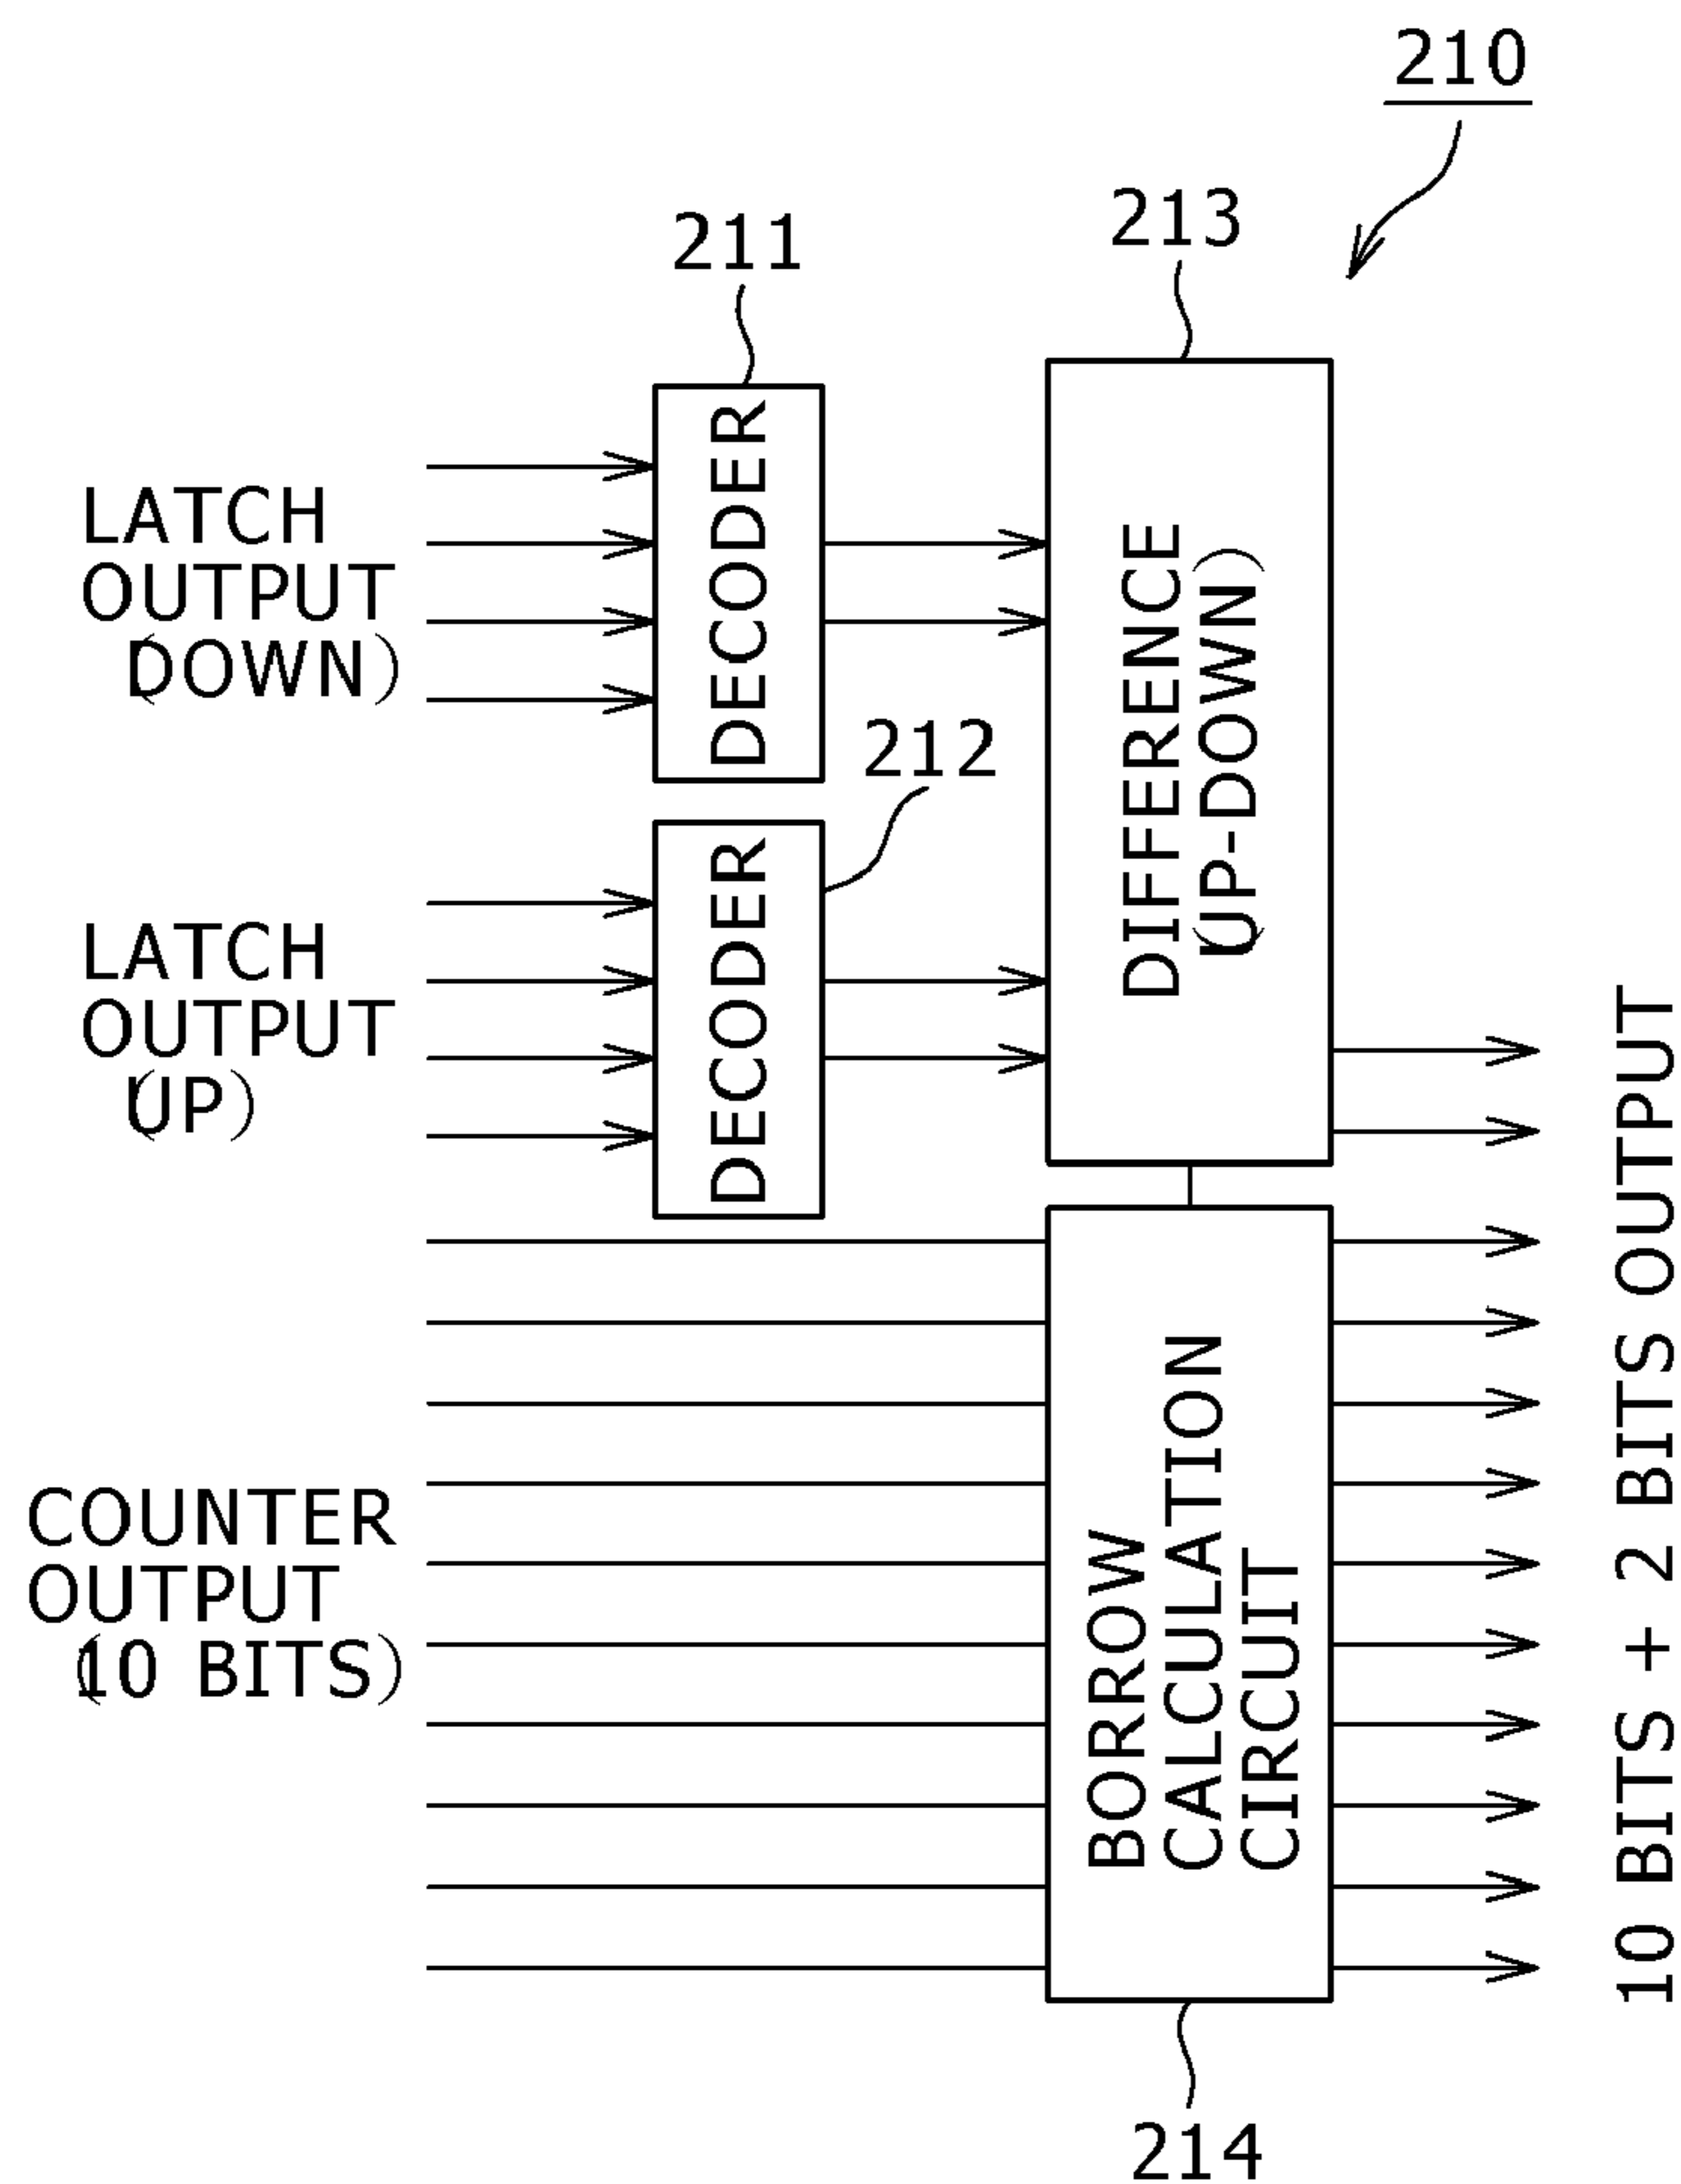 210
213
211
LATCH
OUTPUT
(DOWN)
DECODER
DIFFERENCE
(UP-DOWN)
212
LATCH
OUTPUT
(UP)
DECODER
COUNTER
OUTPUT
(10 BITS)
BORROW
CALCULATION
CIRCUIT
10 BITS + 2 BITS OUTPUT
214